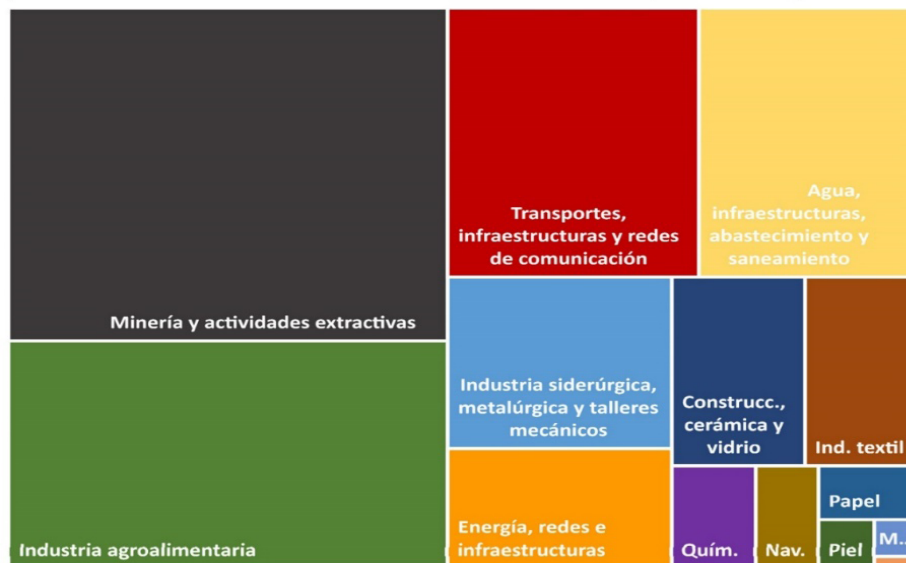 Minería y actividades extractivas
Industria agroalimentaria
Transportes,
infraestructuras y redes
de comunicación
Agua,
infraestructuras,
abastecimiento y
saneamiento
Industria siderúrgica,
metalúrgica y talleres
mecánicos
Energía, redes e
infraestructuras
Construcc.,
cerámica y
vidrio
Ind. textil
Quím.
Nav.
Papel
Piel
M..